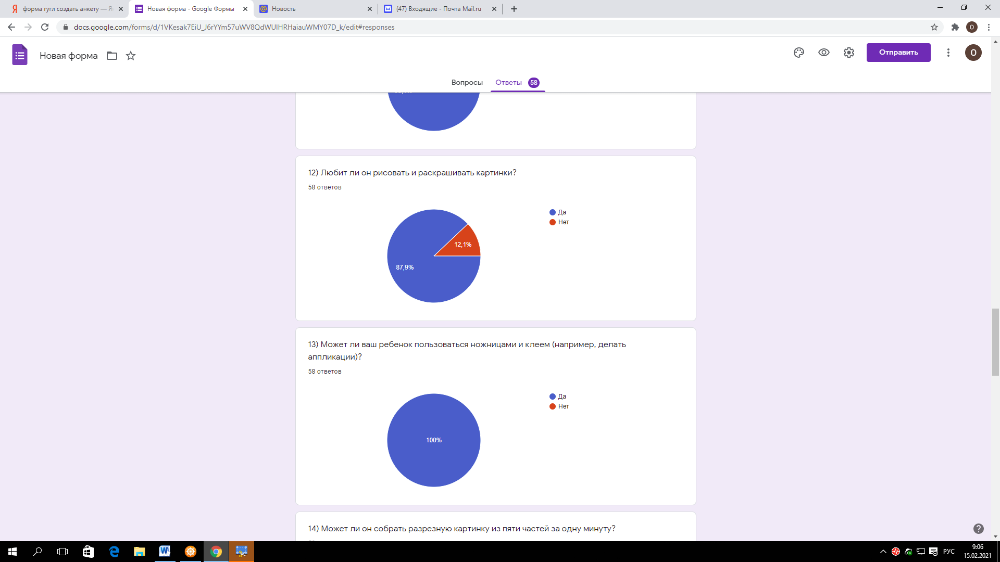 форма гугл создать анкету — Я
Новая форма - Google Формы
Новость
(47) Входящие - Почта Mail.ru
docs.google.com/forms/d/1VKesak7EiU_J6rYYm57uWV8QdWUIHRHaiauWMY07D_k/edit#responses
О
Новая форма
Отправить
О
Вопросы
Ответы 58
12) Любит ли он рисовать и раскрашивать картинки?
58 ответов
Да
Нет
12,1%
87,9%
13) Может ли ваш ребенок пользоваться ножницами и клеем (например, делать
аппликации)?
58 ответов
Да
Нет
100%
14) Может ли он собрать разрезную картинку из пяти частей за одну минуту?
РУС
9:06
15.02.2021